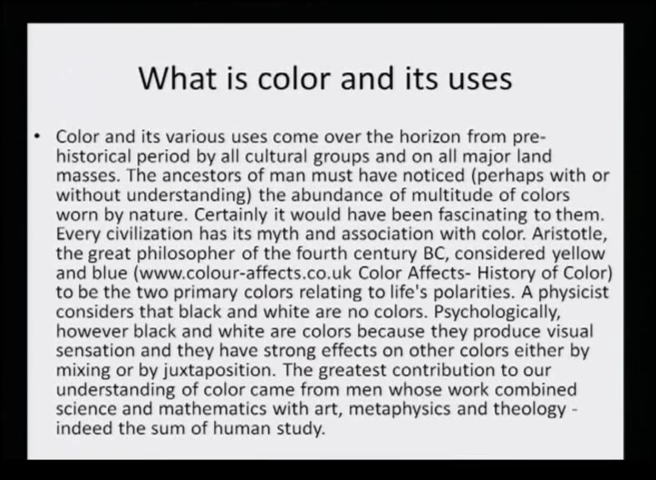 What is color and its uses
• Color and its various uses come over the horizon from pre-
historical period by all cultural groups and on all major land
masses. The ancestors of man must have noticed (perhaps with or
without understanding) the abundance of multitude of colors
worn by nature. Certainly it would have been fascinating to them.
Every civilization has its myth and association with color. Aristotle,
the great philosopher of the fourth century BC, considered yellow
and blue (www.colour-affects.co.uk Color Affects- History of Color)
to be the two primary colors relating to life's polarities. A physicist
considers that black and white are no colors. Psychologically,
however black and white are colors because they produce visual
sensation and they have strong effects on other colors either by
mixing or by juxtaposition. The greatest contribution to our
understanding of color came from men whose work combined
science and mathematics with art, metaphysics and theology -
indeed the sum of human study.